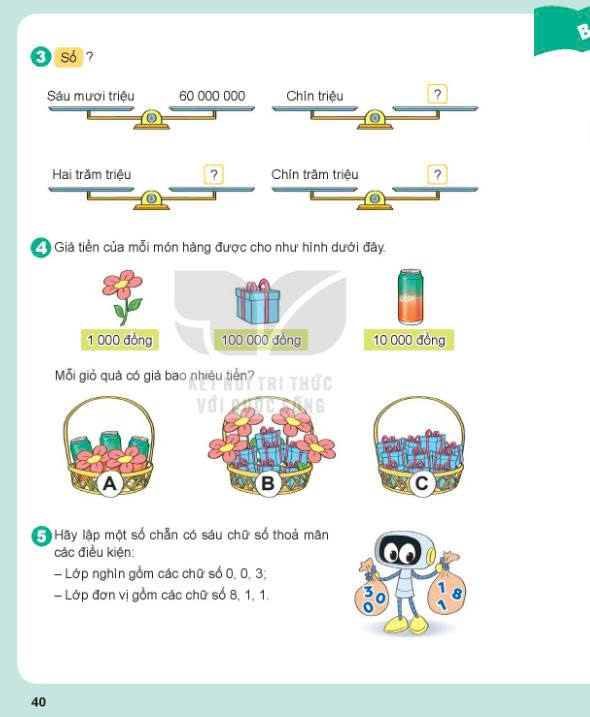 B
3 Số ?
Sáu mươi triệu 60 000 000 Chín triệu ?
Hai trăm triệu ? Chín trăm triệu ?
4 Giá tiền của mỗi món hàng được cho như hình dưới đây.
1 000 đồng 100 000 đồng 10 000 đồng
Mỗi giỏ quà có giá bao nhiêu tiền?
KẾT NỐI TRI THỨC
VỚI CUỘC SỐNG
A B C
5 Hãy lập một số chẵn có sáu chữ số thoả mãn
các điều kiện:
– Lớp nghìn gồm các chữ số 0, 0, 3;
– Lớp đơn vị gồm các chữ số 8, 1, 1.
3 0 0 1 8 1
40